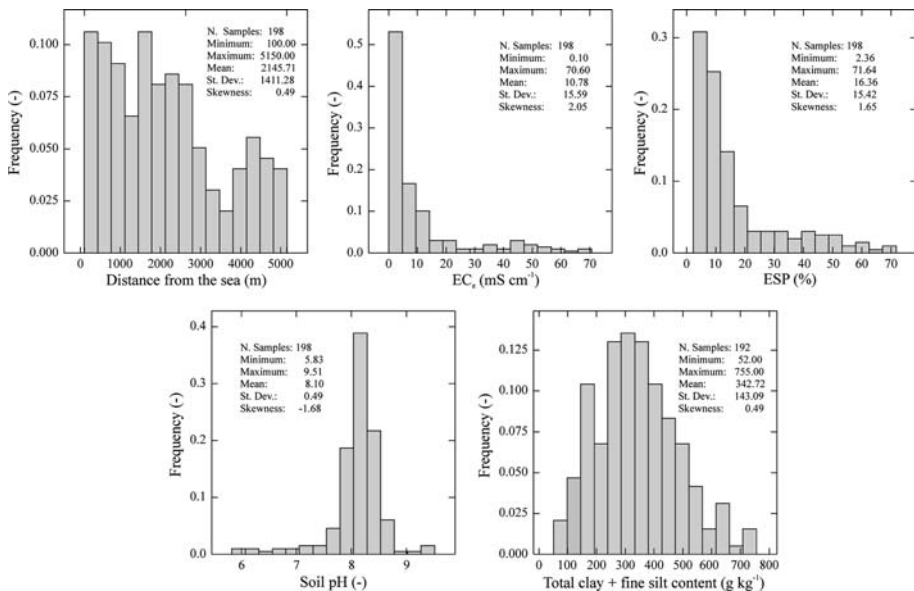 Frequency (-)
0.100
0.075
0.050
0.025
0.000
N. Samples: 198
Minimum: 100.00
Maximum: 5150.00
Mean: 2145.71
St. Dev.: 1411.28
Skewness: 0.49
0 1000 2000 3000 4000 5000
Distance from the sea (m)
Frequency (-)
0.5
0.4
0.3
0.2
0.1
0.0
N. Samples: 198
Minimum: 0.10
Maximum: 70.60
Mean: 10.78
St. Dev.: 15.59
Skewness: 2.05
0 10 20 30 40 50 60 70
ECe (mS cm⁻¹)
Frequency (-)
0.3
0.2
0.1
0.0
N. Samples: 198
Minimum: 2.36
Maximum: 71.64
Mean: 16.36
St. Dev.: 15.42
Skewness: 1.65
0 10 20 30 40 50 60 70
ESP (%)
Frequency (-)
0.4
0.3
0.2
0.1
0.0
N. Samples: 198
Minimum: 5.83
Maximum: 9.51
Mean: 8.10
St. Dev.: 0.49
Skewness: -1.68
6 7 8 9
Soil pH (-)
Frequency (-)
0.125
0.100
0.075
0.050
0.025
0.000
N. Samples: 192
Minimum: 52.00
Maximum: 755.00
Mean: 342.72
St. Dev.: 143.09
Skewness: 0.49
0 100 200 300 400 500 600 700 800
Total clay + fine silt content (g kg⁻¹)